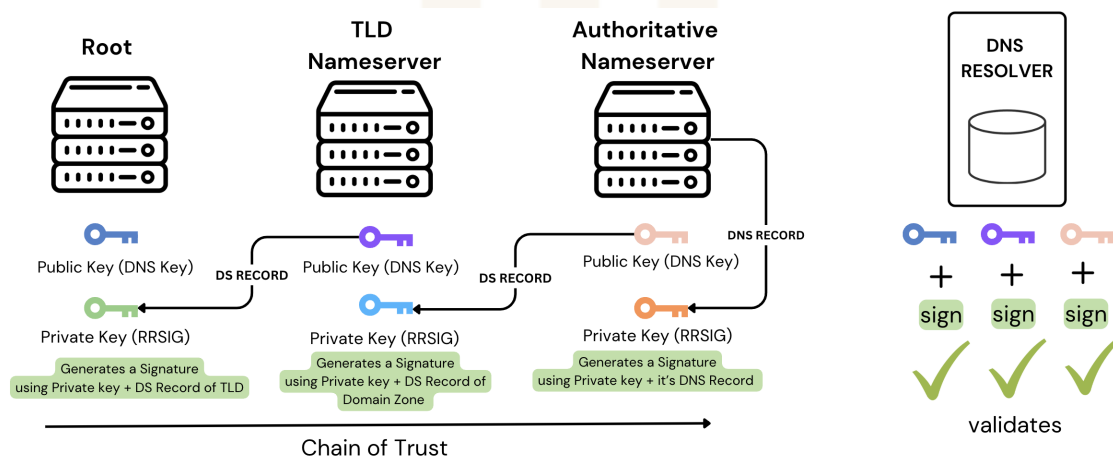 Root
TLD
Nameserver
Authoritative
Nameserver
DNS
RESOLVER
Public Key (DNS Key)
DS RECORD
Public Key (DNS Key)
DS RECORD
Public Key (DNS Key)
DNS RECORD
Private Key (RRSIG)
Private Key (RRSIG)
Private Key (RRSIG)
Generates a Signature
using Private key + DS Record of TLD
Generates a Signature
using Private key + DS Record of
Domain Zone
Generates a Signature
using Private key + it's DNS Record
+ + +
sign sign sign
validates
Chain of Trust